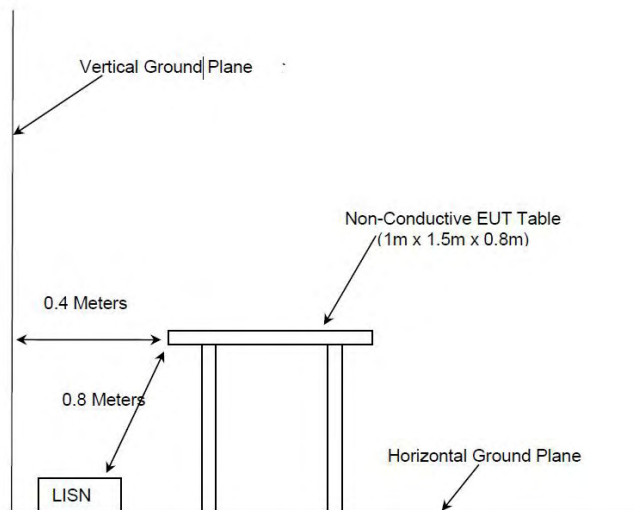 Vertical Ground Plane
Non-Conductive EUT Table
(1m x 1.5m x 0.8m)
0.4 Meters
0.8 Meters
Horizontal Ground Plane
LISN